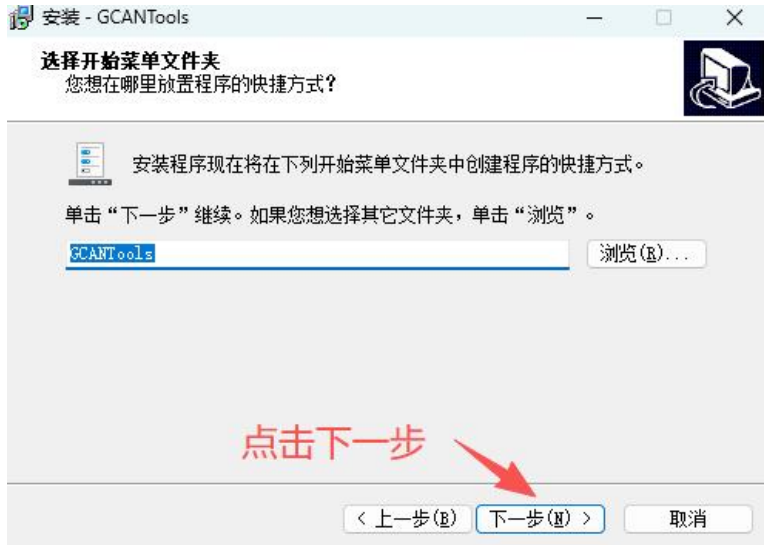 安装 - GCANTools
选择开始菜单文件夹
您想在哪里放置程序的快捷方式?
安装程序现在将在下列开始菜单文件夹中创建程序的快捷方式。
单击“下一步”继续。如果您想选择其它文件夹，单击“浏览”。
GCANTools
浏览(R)...
点击下一步
< 上一步(B)
下一步(N) >
取消